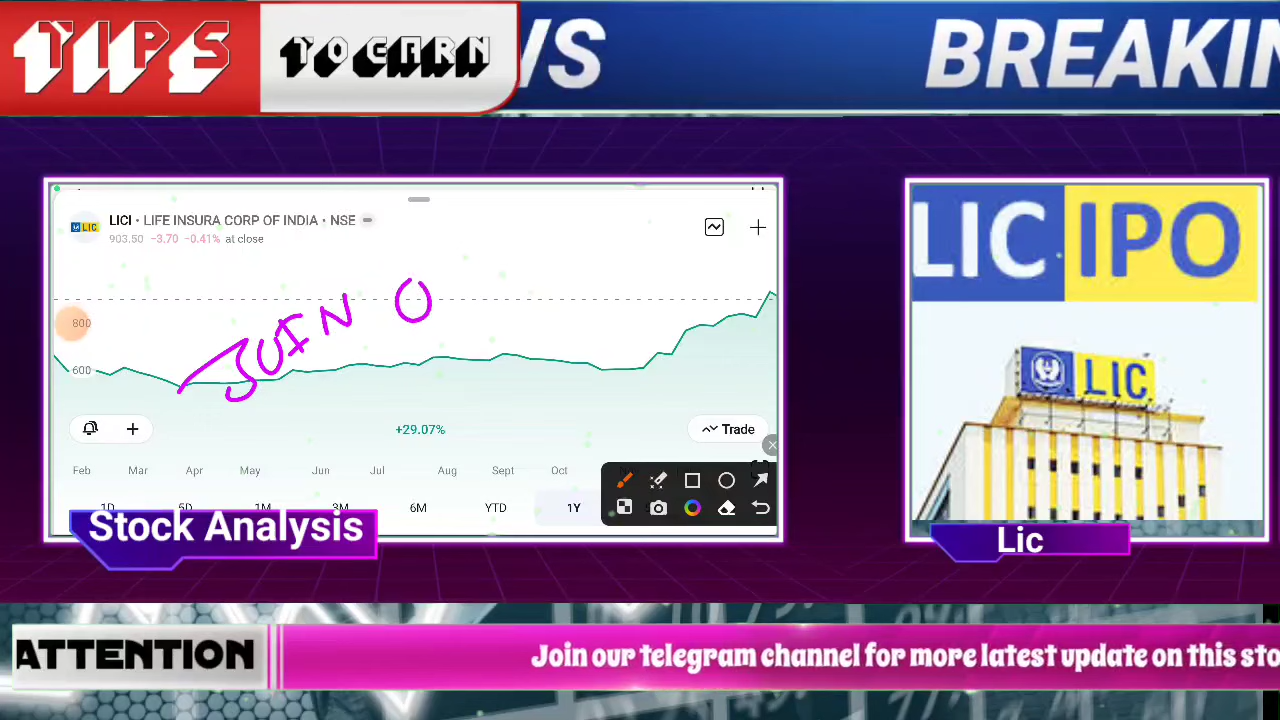 TIPS
TO EARN
WS
BREAKIN
LIC
LICI • LIFE INSURA CORP OF INDIA • NSE
903.50 −3.70 −0.41% at close
JOIN O
800
600
+29.07%
Trade
Feb Mar Apr May Jun Jul Aug Sept Oct
1D 5D 1M 3M 6M YTD 1Y
Stock Analysis
LIC IPO
LIC
Lic
ATTENTION
Join our telegram channel for more latest update on this sto